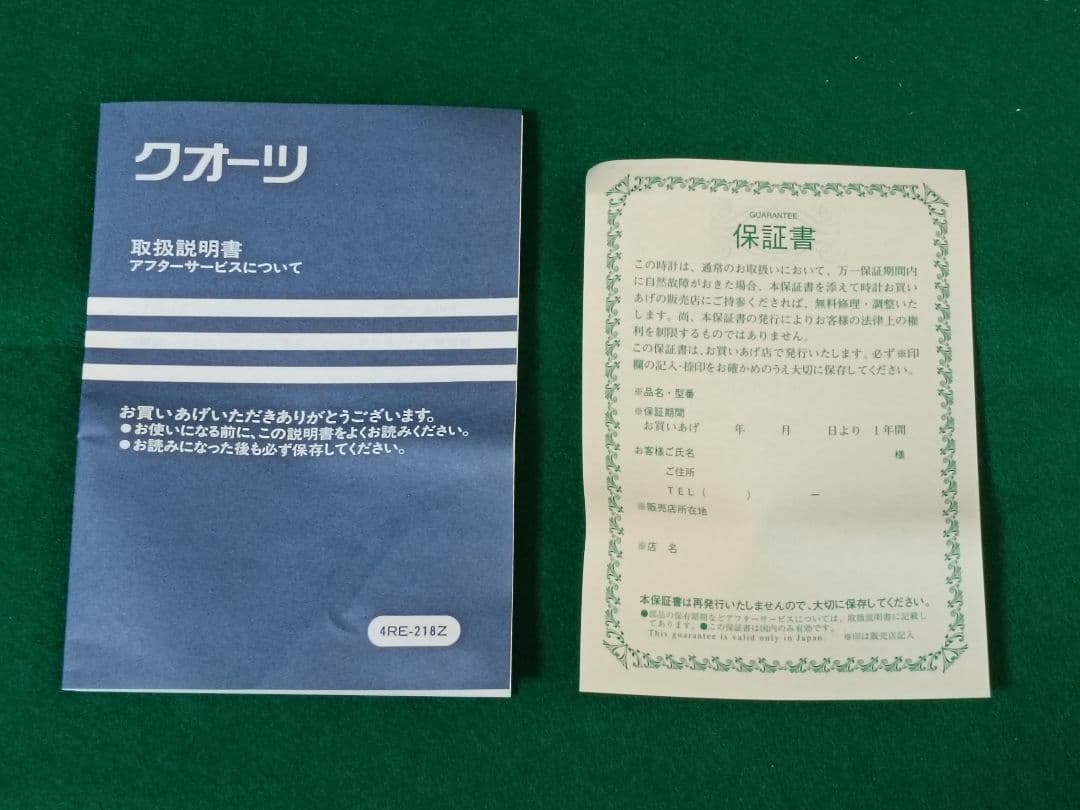 クオーツ
取扱説明書
アフターサービスについて
お買いあげいただきありがとうございます。
●お使いになる前に、この説明書をよくお読みください。
●お読みになった後も必ず保存してください。
4RE-218Z
GUARANTEE
保証書
この時計は、通常のお取扱いにおいて、万一保証期間内
に自然故障がおきた場合、本保証書を添えて時計お買い
あげの販売店にご持参くだされば、無料修理・調整いた
します。尚、本保証書の発行によりお客様の法律上の権
利を制限するものではありません。
この保証書は、お買いあげ店で発行いたします。必ず※印
欄の記入・捺印をお確かめのうえ大切に保存してください。
※品名・型番
※保証期間
お買いあげ 年 月 日より 1年間
お客様ご氏名 様
ご住所
TEL( ) ー
※販売店所在地
※店 名
本保証書は再発行いたしませんので、大切に保存してください。
●部品の保有期間などアフターサービスについては、取扱説明書に記載し
てあります。●この保証書は国内のみ有効です。
This guarantee is valid only in Japan. ※印は販売店記入